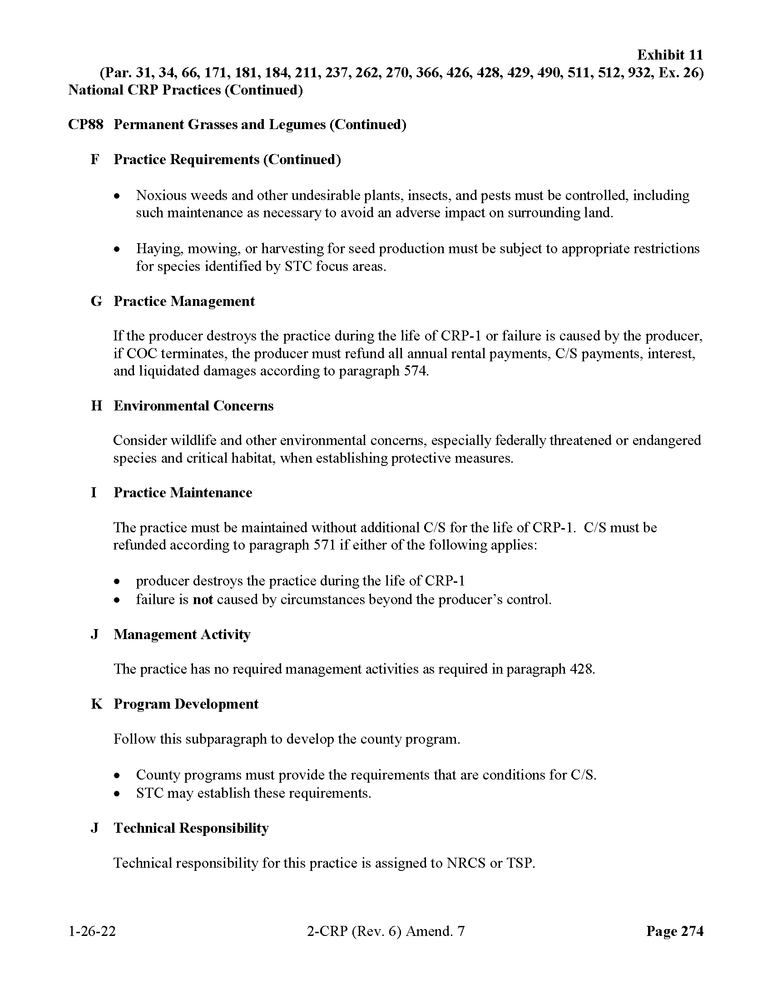 Exhibit 11
(Par. 31, 34, 66, 171, 181, 184, 211, 237, 262, 270, 366, 426, 428, 429, 490, 511, 512, 932, Ex. 26)
National CRP Practices (Continued)
CP88 Permanent Grasses and Legumes (Continued)
F Practice Requirements (Continued)
• Noxious weeds and other undesirable plants, insects, and pests must be controlled, including
such maintenance as necessary to avoid an adverse impact on surrounding land.
• Haying, mowing, or harvesting for seed production must be subject to appropriate restrictions
for species identified by STC focus areas.
G Practice Management
If the producer destroys the practice during the life of CRP-1 or failure is caused by the producer,
if COC terminates, the producer must refund all annual rental payments, C/S payments, interest,
and liquidated damages according to paragraph 574.
H Environmental Concerns
Consider wildlife and other environmental concerns, especially federally threatened or endangered
species and critical habitat, when establishing protective measures.
I Practice Maintenance
The practice must be maintained without additional C/S for the life of CRP-1. C/S must be
refunded according to paragraph 571 if either of the following applies:
• producer destroys the practice during the life of CRP-1
• failure is not caused by circumstances beyond the producer’s control.
J Management Activity
The practice has no required management activities as required in paragraph 428.
K Program Development
Follow this subparagraph to develop the county program.
• County programs must provide the requirements that are conditions for C/S.
• STC may establish these requirements.
J Technical Responsibility
Technical responsibility for this practice is assigned to NRCS or TSP.
1-26-22 2-CRP (Rev. 6) Amend. 7 Page 274